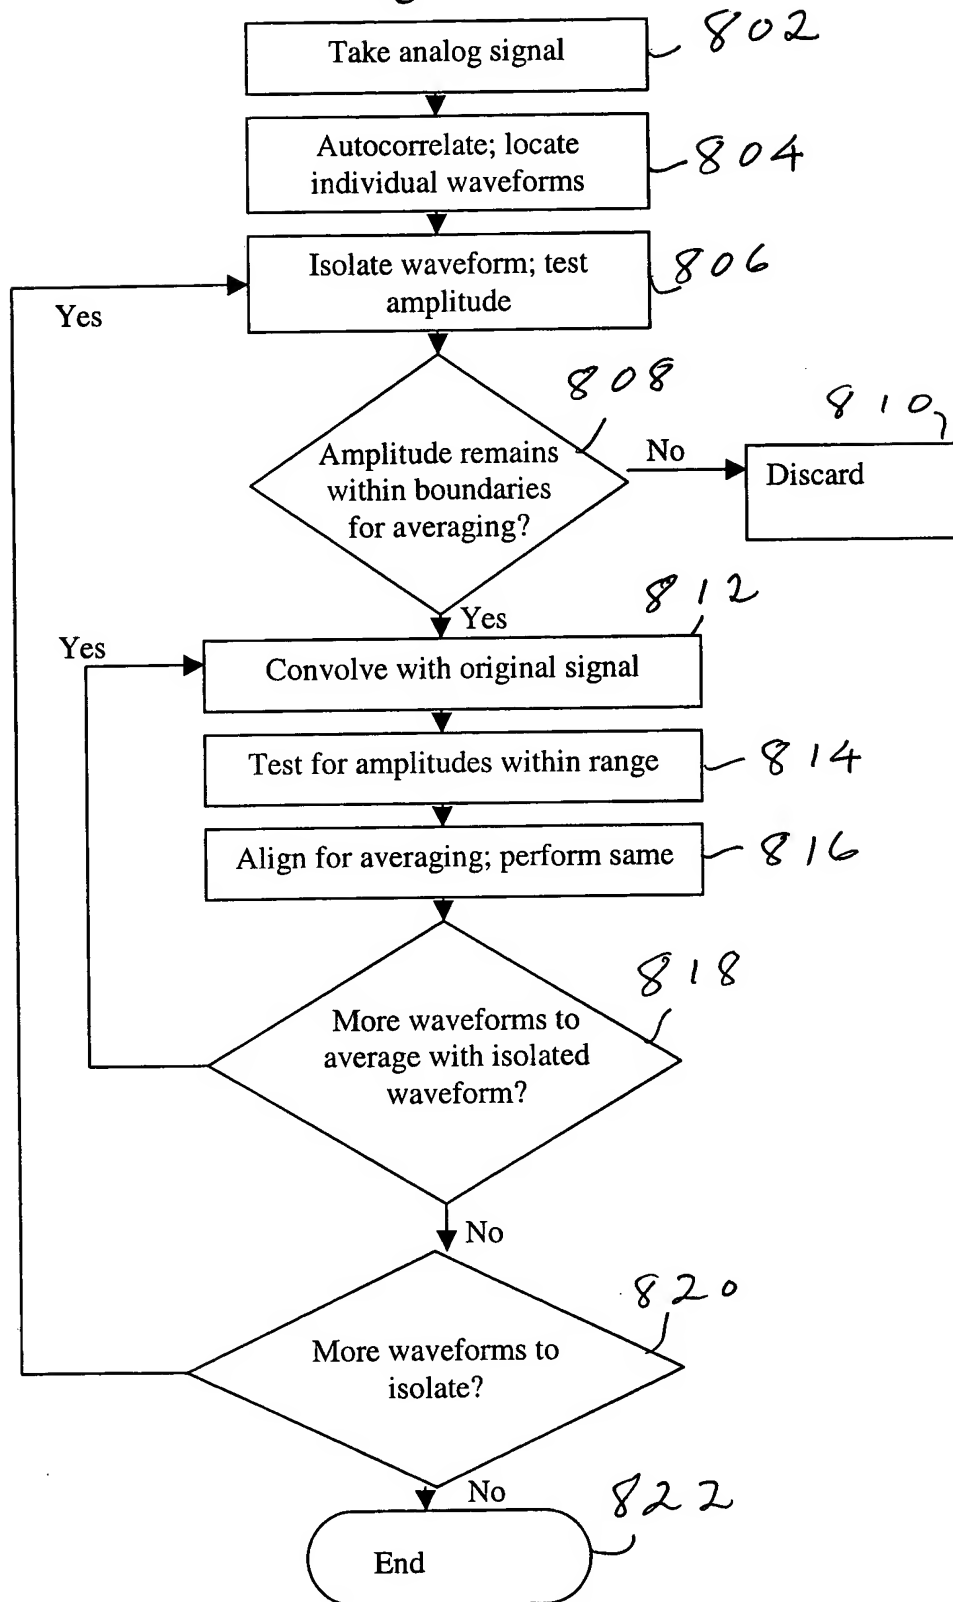 Take analog signal
802
Autocorrelate; locate
individual waveforms
804
Isolate waveform; test
amplitude
806
Yes
808
Amplitude remains
within boundaries
for averaging?
No
810
Discard
Yes
812
Yes
Convolve with original signal
Test for amplitudes within range
814
Align for averaging; perform same
816
818
More waveforms to
average with isolated
waveform?
No
820
More waveforms to
isolate?
No
822
End